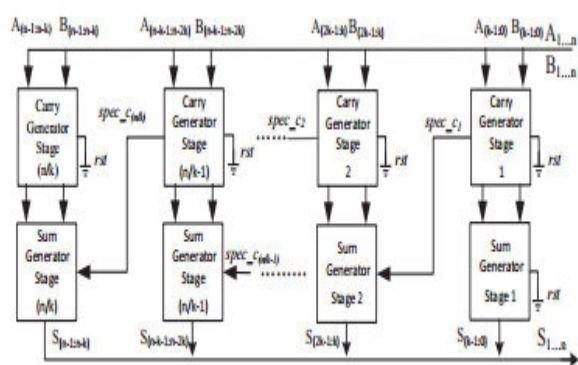 A(n-1:n-k) B(n-1:n-k) A(n-k-1:n-2k) B(n-k-1:n-2k) A(2k-1:k) B(2k-1:k) A(k-1:0) B(k-1:0) A1...n
B1...n
Carry Generator Stage (n/k)
rst
spec_c(n/k)
Carry Generator Stage (n/k-1)
rst
spec_c2
Carry Generator Stage 2
rst
spec_c1
Carry Generator Stage 1
rst
Sum Generator Stage (n/k)
Sum Generator Stage (n/k-1)
spec_c(n/k-1)
Sum Generator Stage 2
Sum Generator Stage 1
rst
S(n-1:n-k) S(n-k-1:n-2k) S(2k-1:k) S(k-1:0) S1...n